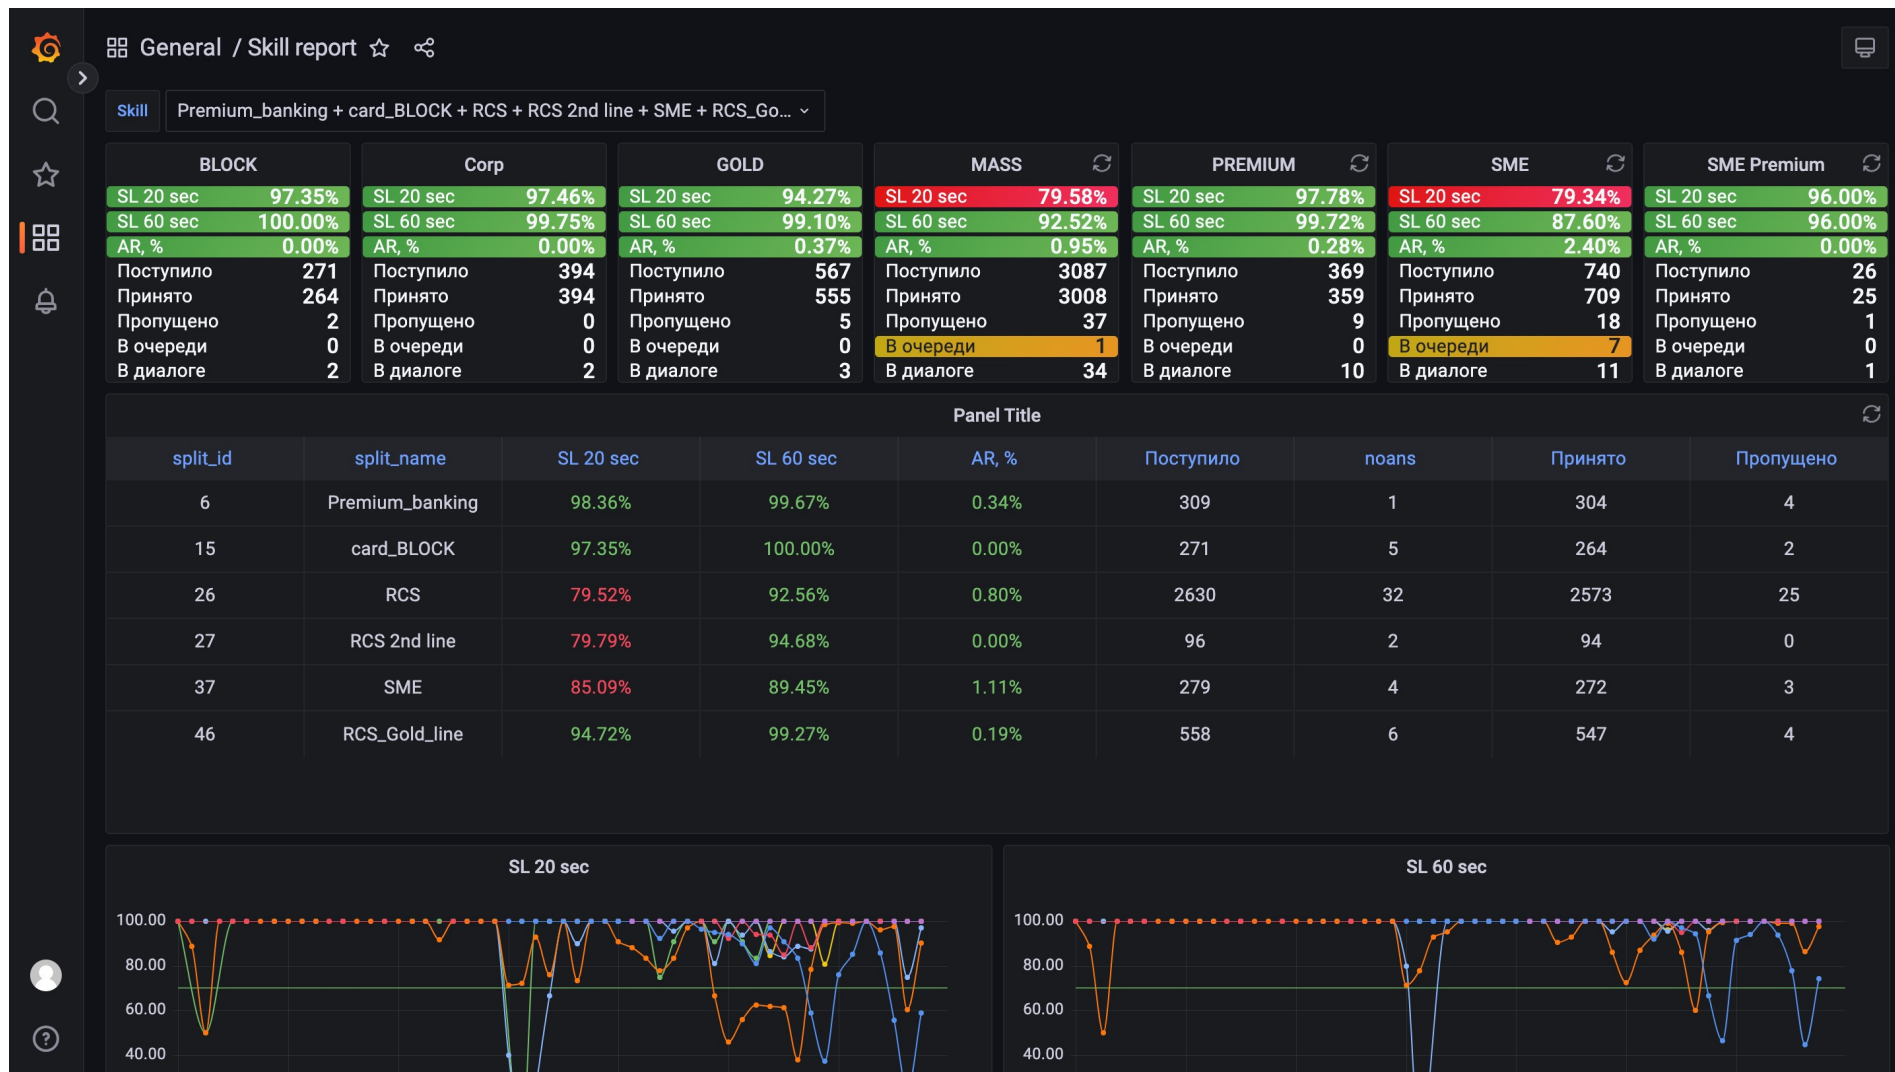 General / Skill report
Skill Premium_banking + card_BLOCK + RCS + RCS 2nd line + SME + RCS_Go...
BLOCK Corp GOLD MASS PREMIUM SME SME Premium
SL 20 sec 97.35% SL 20 sec 97.46% SL 20 sec 94.27% SL 20 sec 79.58% SL 20 sec 97.78% SL 20 sec 79.34% SL 20 sec 96.00%
SL 60 sec 100.00% SL 60 sec 99.75% SL 60 sec 99.10% SL 60 sec 92.52% SL 60 sec 99.72% SL 60 sec 87.60% SL 60 sec 96.00%
AR, % 0.00% AR, % 0.00% AR, % 0.37% AR, % 0.95% AR, % 0.28% AR, % 2.40% AR, % 0.00%
Поступило 271 Поступило 394 Поступило 567 Поступило 3087 Поступило 369 Поступило 740 Поступило 26
Принято 264 Принято 394 Принято 555 Принято 3008 Принято 359 Принято 709 Принято 25
Пропущено 2 Пропущено 0 Пропущено 5 Пропущено 37 Пропущено 9 Пропущено 18 Пропущено 1
В очереди 0 В очереди 0 В очереди 0 В очереди 1 В очереди 0 В очереди 7 В очереди 0
В диалоге 2 В диалоге 2 В диалоге 3 В диалоге 34 В диалоге 10 В диалоге 11 В диалоге 1
Panel Title
split_id split_name SL 20 sec SL 60 sec AR, % Поступило noans Принято Пропущено
6 Premium_banking 98.36% 99.67% 0.34% 309 1 304 4
15 card_BLOCK 97.35% 100.00% 0.00% 271 5 264 2
26 RCS 79.52% 92.56% 0.80% 2630 32 2573 25
27 RCS 2nd line 79.79% 94.68% 0.00% 96 2 94 0
37 SME 85.09% 89.45% 1.11% 279 4 272 3
46 RCS_Gold_line 94.72% 99.27% 0.19% 558 6 547 4
SL 20 sec SL 60 sec
100.00 100.00
80.00 80.00
60.00 60.00
40.00 40.00